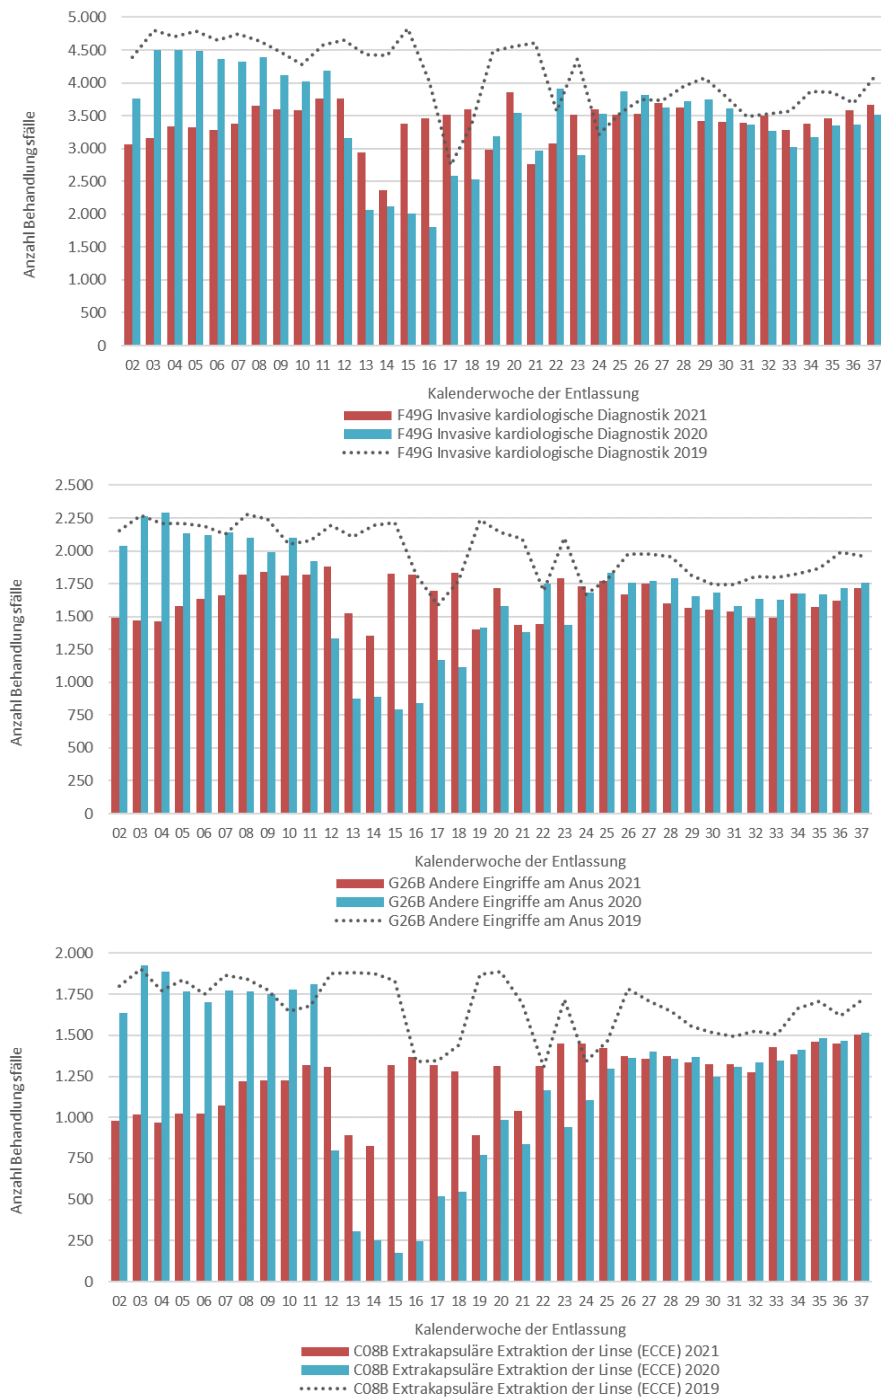 5.000
4.500
4.000
3.500
3.000
2.500
2.000
1.500
1.000
500
0
Anzahl Behandlungsfälle
02 03 04 05 06 07 08 09 10 11 12 13 14 15 16 17 18 19 20 21 22 23 24 25 26 27 28 29 30 31 32 33 34 35 36 37
Kalenderwoche der Entlassung
F49G Invasive kardiologische Diagnostik 2021
F49G Invasive kardiologische Diagnostik 2020
F49G Invasive kardiologische Diagnostik 2019
2.500
2.250
2.000
1.750
1.500
1.250
1.000
750
500
250
0
Anzahl Behandlungsfälle
02 03 04 05 06 07 08 09 10 11 12 13 14 15 16 17 18 19 20 21 22 23 24 25 26 27 28 29 30 31 32 33 34 35 36 37
Kalenderwoche der Entlassung
G26B Andere Eingriffe am Anus 2021
G26B Andere Eingriffe am Anus 2020
G26B Andere Eingriffe am Anus 2019
2.000
1.750
1.500
1.250
1.000
750
500
250
0
Anzahl Behandlungsfälle
02 03 04 05 06 07 08 09 10 11 12 13 14 15 16 17 18 19 20 21 22 23 24 25 26 27 28 29 30 31 32 33 34 35 36 37
Kalenderwoche der Entlassung
C08B Extrakapsuläre Extraktion der Linse (ECCE) 2021
C08B Extrakapsuläre Extraktion der Linse (ECCE) 2020
C08B Extrakapsuläre Extraktion der Linse (ECCE) 2019